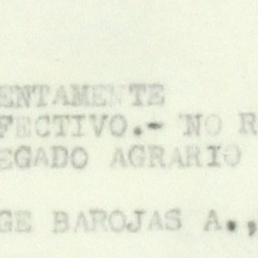 ENTAMENTE
FECTIVO.- NO R
EGADO AGRARIO
GE BAROJAS A.,